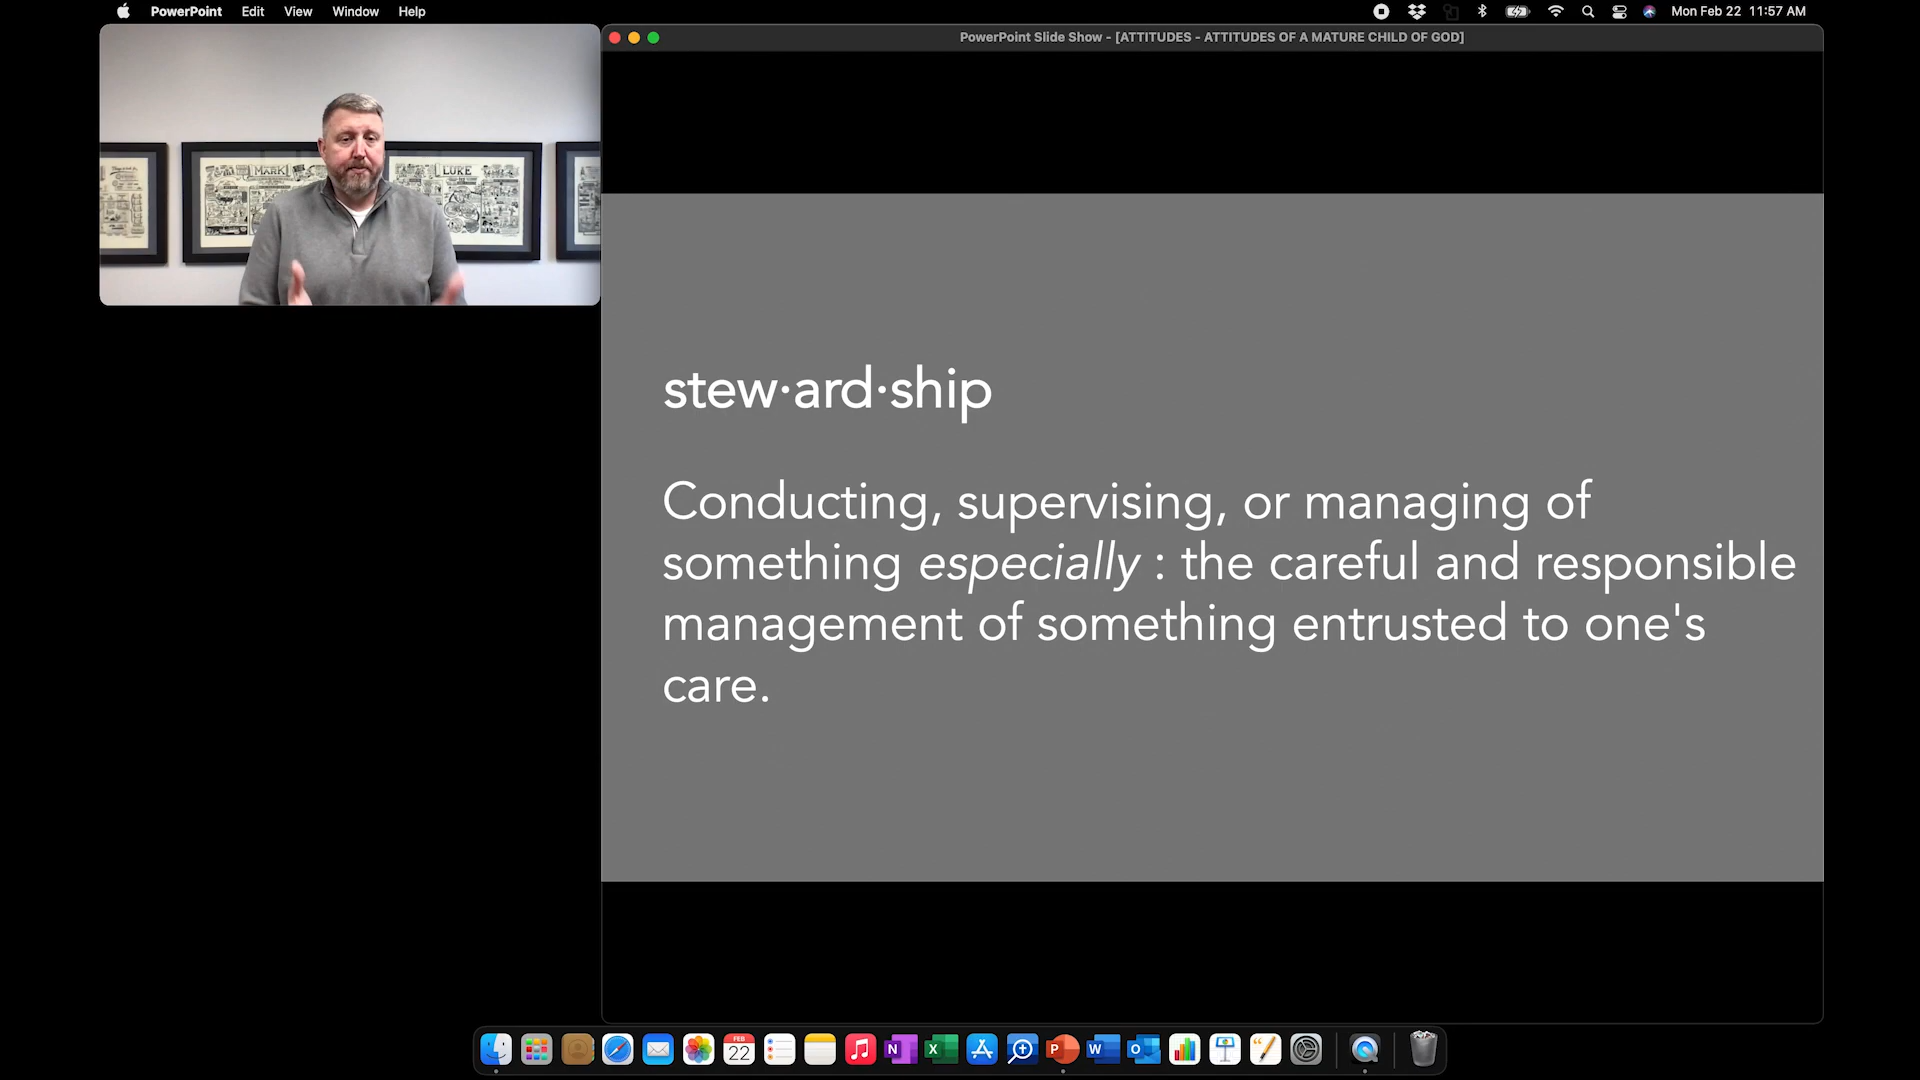 PowerPoint Edit View Window Help
Mon Feb 22 11:57 AM
PowerPoint Slide Show - [ATTITUDES - ATTITUDES OF A MATURE CHILD OF GOD]
MARK
LUKE
stew·ard·ship
Conducting, supervising, or managing of
something especially : the careful and responsible
management of something entrusted to one's
care.
FEB
22
N
X
P
W
O